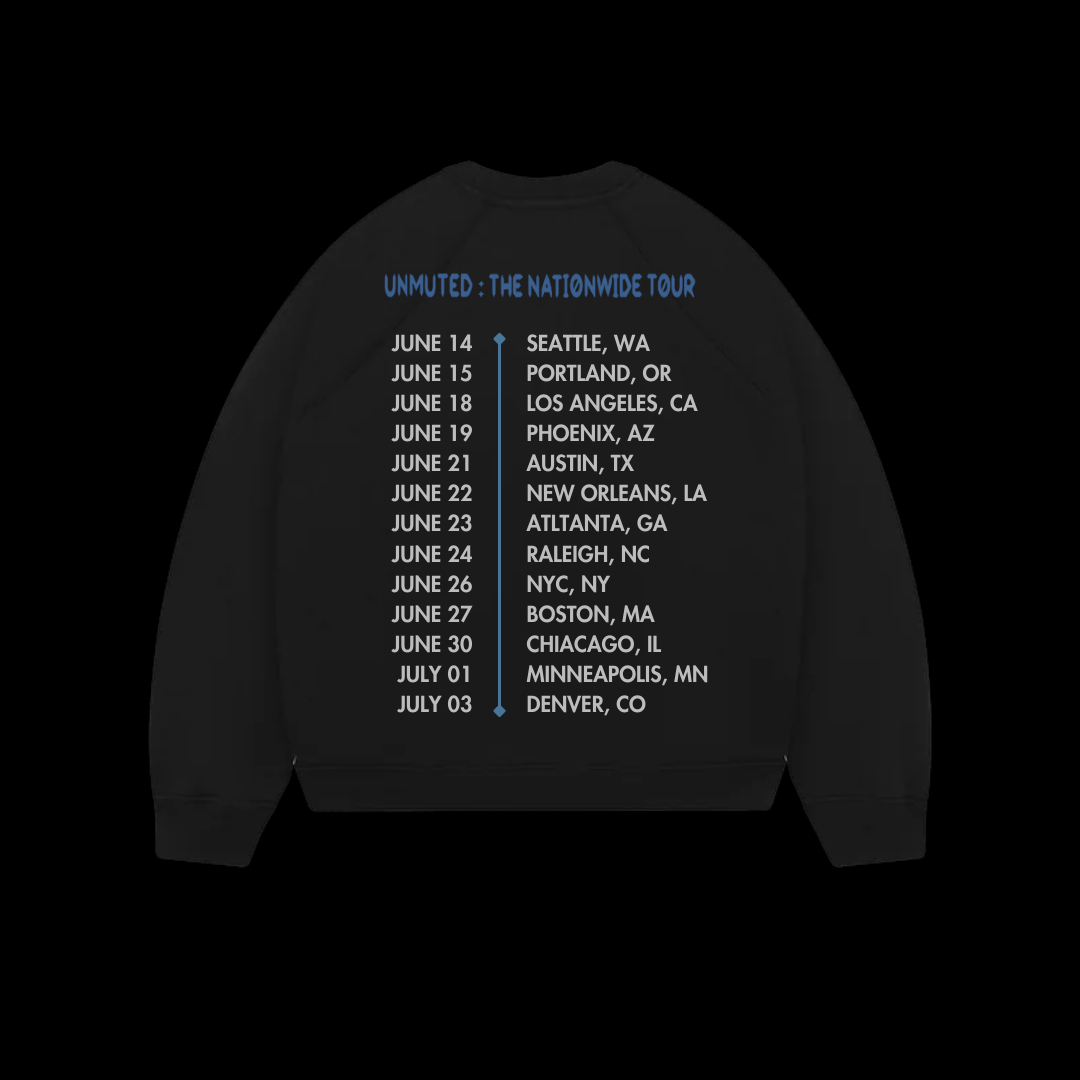 UNMUTED : THE NATIØNWIDE TØUR
JUNE 14 SEATTLE, WA
JUNE 15 PORTLAND, OR
JUNE 18 LOS ANGELES, CA
JUNE 19 PHOENIX, AZ
JUNE 21 AUSTIN, TX
JUNE 22 NEW ORLEANS, LA
JUNE 23 ATLTANTA, GA
JUNE 24 RALEIGH, NC
JUNE 26 NYC, NY
JUNE 27 BOSTON, MA
JUNE 30 CHIACAGO, IL
JULY 01 MINNEAPOLIS, MN
JULY 03 DENVER, CO